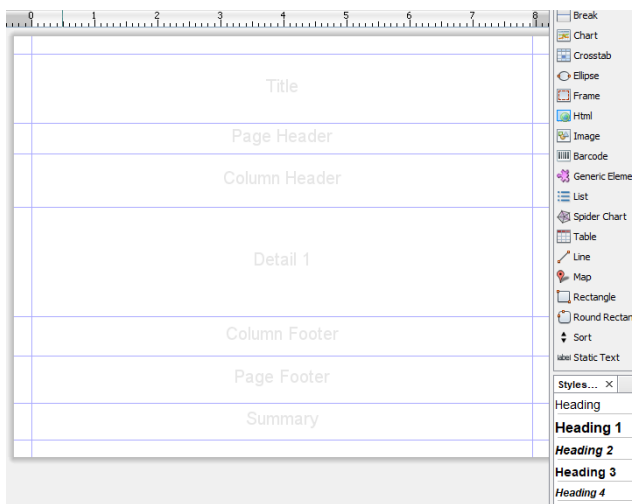 0 1 2 3 4 5 6 7 8
Title
Page Header
Column Header
Detail 1
Column Footer
Page Footer
Summary
Break
Chart
Crosstab
Ellipse
Frame
Html
Image
Barcode
Generic Eleme
List
Spider Chart
Table
Line
Map
Rectangle
Round Rectan
Sort
label Static Text
Styles... X
Heading
Heading 1
Heading 2
Heading 3
Heading 4